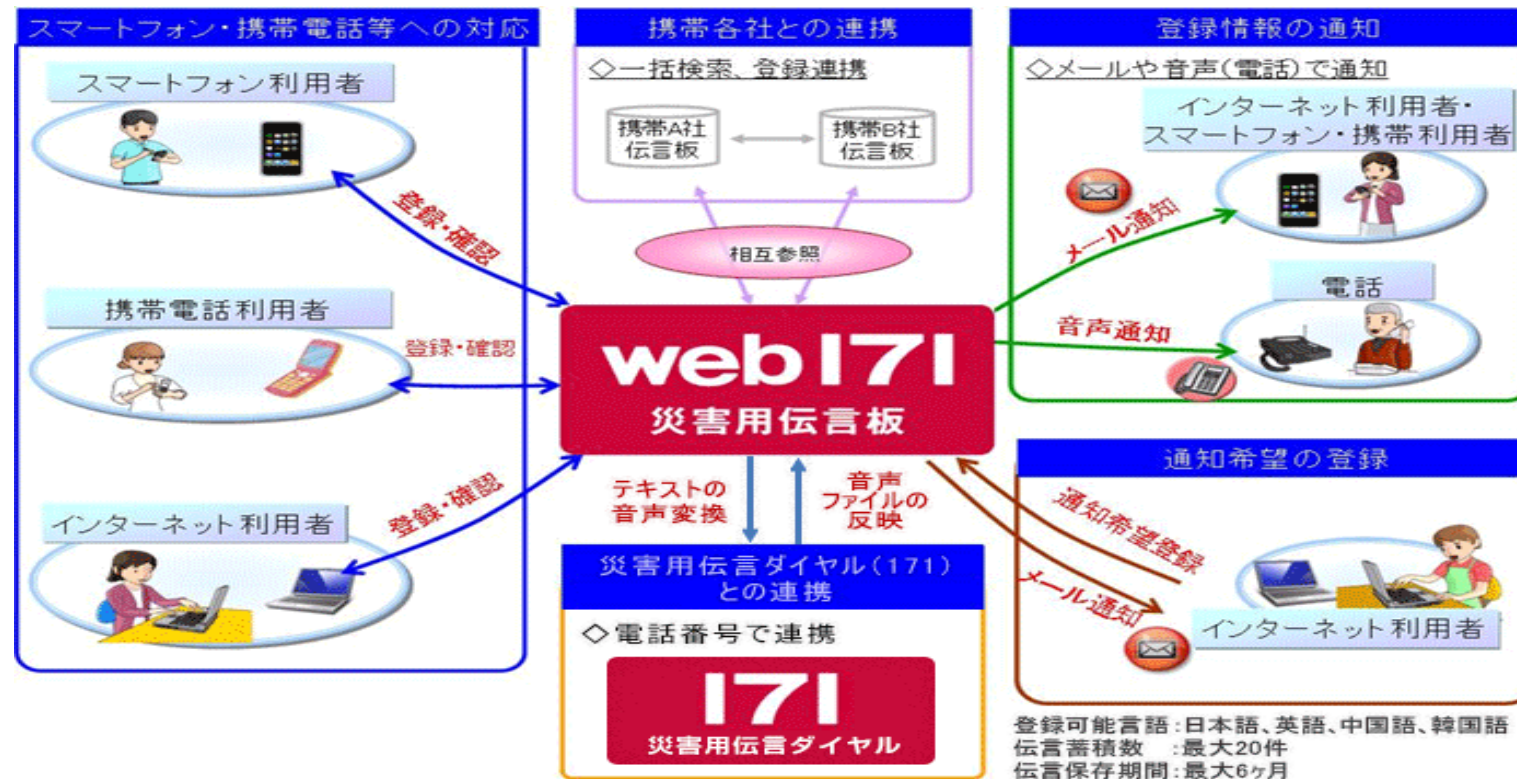 スマートフォン・携帯電話等への対応
スマートフォン利用者
登録・確認
携帯電話利用者
登録・確認
インターネット利用者
登録・確認
携帯各社との連携
◇一括検索、登録連携
携帯A社
伝言板
携帯B社
伝言板
相互参照
web171
災害用伝言板
テキストの
音声変換
音声
ファイルの
反映
災害用伝言ダイヤル(171)
との連携
◇電話番号で連携
171
災害用伝言ダイヤル
登録情報の通知
◇メールや音声(電話)で通知
インターネット利用者・
スマートフォン・携帯利用者
メール通知
電話
音声通知
通知希望の登録
通知希望登録
メール通知
インターネット利用者
登録可能言語:日本語、英語、中国語、韓国語
伝言蓄積数 :最大20件
伝言保存期間:最大6ヶ月